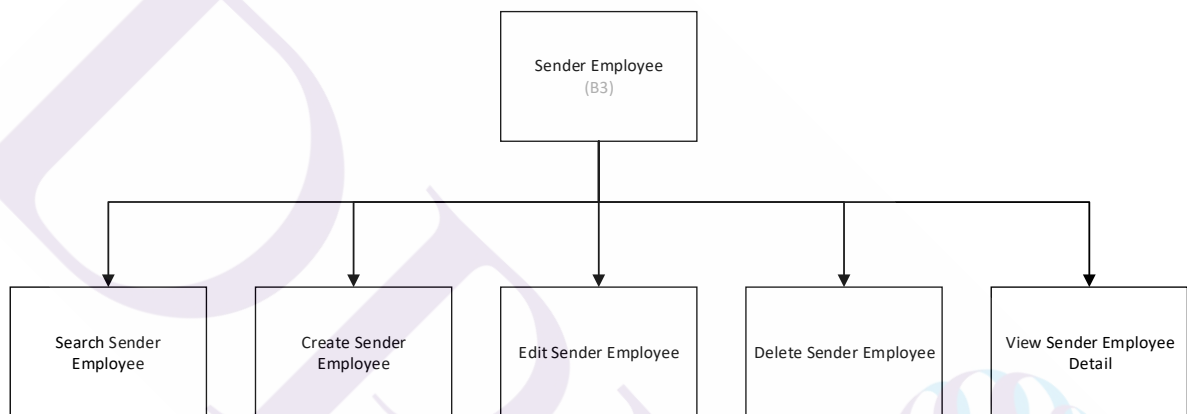 Sender Employee
(B3)
Search Sender
Employee
Create Sender
Employee
Edit Sender Employee
Delete Sender Employee
View Sender Employee
Detail